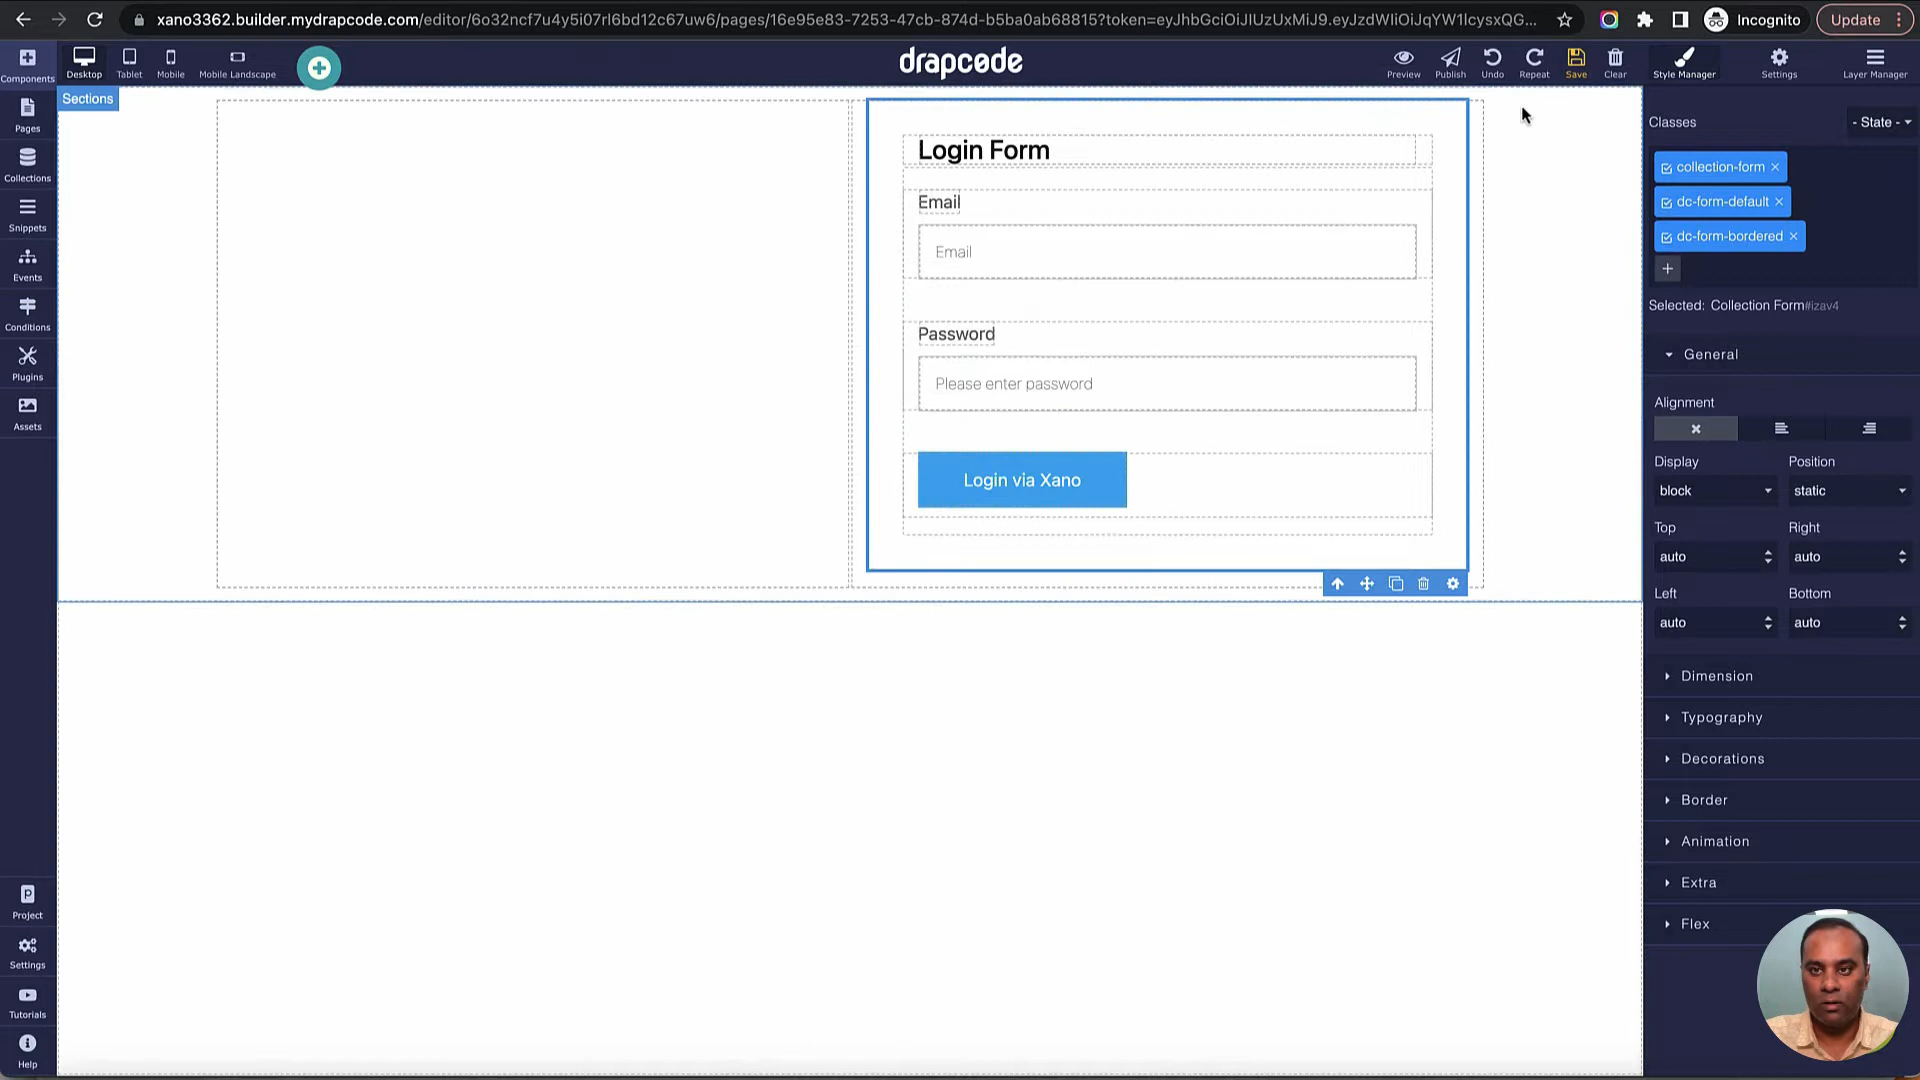 xano3362.builder.mydrapcode.com/editor/6o32ncf7u4y5i07rl6bd12c67uw6/pages/16e95e83-7253-47cb-874d-b5ba0ab68815?token=eyJhbGciOiJIUzUxMiJ9.eyJzdWIiOiJqYW1lcysxQG...
Incognito
Update
Components
Desktop
Tablet
Mobile
Mobile Landscape
drapcode
Preview
Publish
Undo
Repeat
Save
Clear
Style Manager
Settings
Layer Manager
Sections
Pages
Collections
Snippets
Events
Conditions
Plugins
Assets
Project
Settings
Tutorials
Help
Login Form
Email
Email
Password
Please enter password
Login via Xano
Classes
- State -
collection-form ×
dc-form-default ×
dc-form-bordered ×
+
Selected: Collection Form#izav4
General
Alignment
Display
Position
block
static
Top
Right
auto
auto
Left
Bottom
auto
auto
Dimension
Typography
Decorations
Border
Animation
Extra
Flex